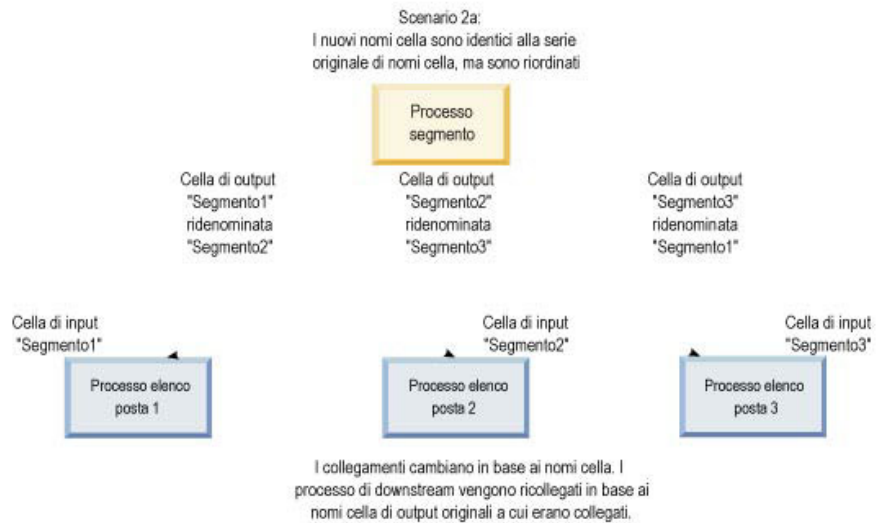 Scenario 2a:
I nuovi nomi cella sono identici alla serie
originale di nomi cella, ma sono riordinati
Processo
segmento
Cella di output
"Segmento1"
ridenominata
"Segmento2"
Cella di output
"Segmento2"
ridenominata
"Segmento3"
Cella di output
"Segmento3"
ridenominata
"Segmento1"
Cella di input
"Segmento1"
Processo elenco
posta 1
Cella di input
"Segmento2"
Processo elenco
posta 2
Cella di input
"Segmento3"
Processo elenco
posta 3
I collegamenti cambiano in base ai nomi cella. I
processo di downstream vengono ricollegati in base ai
nomi cella di output originali a cui erano collegati.